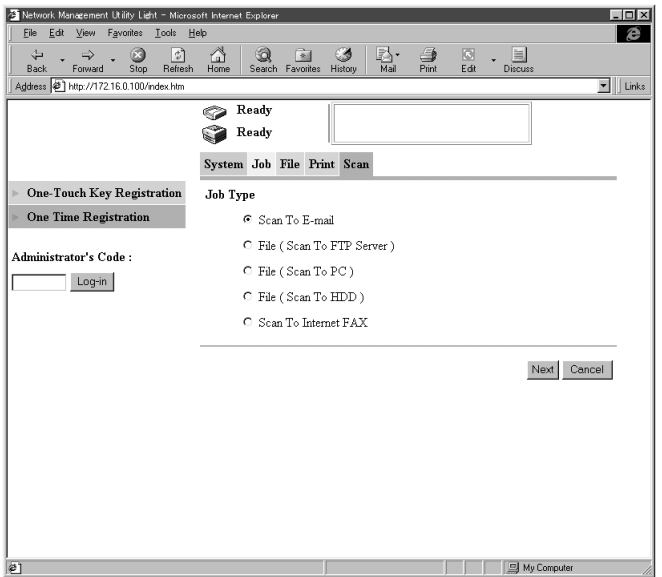 Network Management Utility Light - Microsoft Internet Explorer
File Edit View Favorites Tools Help
Back Forward Stop Refresh Home Search Favorites History Mail Print Edit Discuss
Address http://172.16.0.100/index.htm Links
Ready
Ready
System Job File Print Scan
One-Touch Key Registration
One Time Registration
Administrator's Code :
Log-in
Job Type
Scan To E-mail
File ( Scan To FTP Server )
File ( Scan To PC )
File ( Scan To HDD )
Scan To Internet FAX
Next Cancel
My Computer